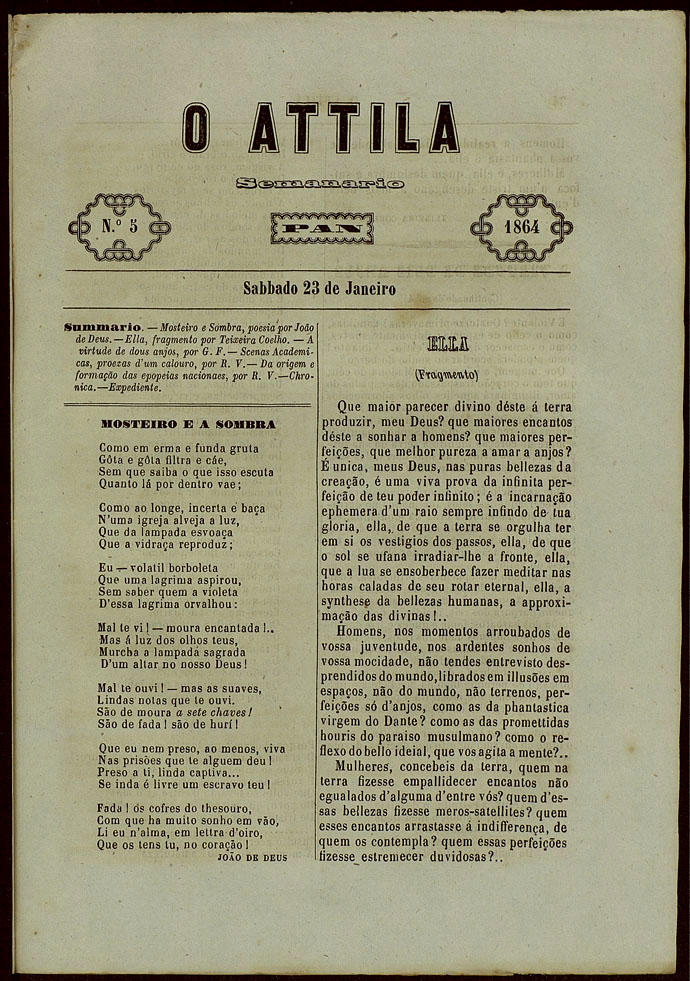 O ATTILA
Semanario
N.º 5
PAN
1864
Sabbado 23 de Janeiro
Summario. — Mosteiro e Sombra, poesia por João
de Deus. — Ella, fragmento por Teixeira Coelho. — A
virtude de dous anjos, por G. F. — Scenas Academi-
cas, proezas d'um calouro, por R. V. — Da origem e
formação das epopeias nacionaes, por R. V.—Chro-
nica.—Expediente.
MOSTEIRO E A SOMBRA
Como em erma e funda gruta
Gôta e gôta filtra e cáe,
Sem que saiba o que isso escuta
Quanto lá por dentro vae;
Como ao longe, incerta e baça
N'uma igreja alveja a luz,
Que da lampada esvoaça
Que a vidraça reproduz;
Eu — volatil borboleta
Que uma lagrima aspirou,
Sem saber quem a violeta
D'essa lagrima orvalhou:
Mal te vi! — moura encantada!..
Mas á luz dos olhos teus,
Murcha a lampada sagrada
D'um altar no nosso Deus!
Mal te ouvi! — mas as suaves,
Lindas notas que te ouvi.
São de moura a sete chaves!
São de fada! são de hurí!
Que eu nem preso, ao menos, viva
Nas prisões que te alguem deu!
Preso a ti, linda captiva...
Se inda é livre um escravo teu!
Fada! os cofres do thesouro,
Com que ha muito sonho em vão,
Li eu n'alma, em lettra d'oiro,
Que os tens tu, no coração!
JOÃO DE DEUS
ELLA
(Fragmento)
Que maior parecer divino déste á terra
produzir, meu Deus? que maiores encantos
déste a sonhar a homens? que maiores per-
feições, que melhor pureza a amar a anjos?
É unica, meus Deus, nas puras bellezas da
creação, é uma viva prova da infinita per-
feição de teu poder infinito; é a incarnação
ephemera d'um raio sempre infindo de tua
gloria, ella, de que a terra se orgulha ter
em si os vestigios dos passos, ella, de que
o sol se ufana irradiar-lhe a fronte, ella,
que a lua se ensoberbece fazer meditar nas
horas caladas de seu rotar eternal, ella, a
synthese da bellezas humanas, a approxi-
mação das divinas!..
Homens, nos momentos arroubados de
vossa juventude, nos ardentes sonhos de
vossa mocidade, não tendes entrevisto des-
prendidos do mundo, librados em illusões em
espaços, não do mundo, não terrenos, per-
feições só d'anjos, como as da phantastica
virgem do Dante? como as das promettidas
houris do paraiso musulmano? como o re-
flexo do bello ideial, que vos agita a mente?..
Mulheres, concebeis da terra, quem na
terra fizesse empallidecer encantos não
egualados d'alguma d'entre vós? quem d'es-
sas bellezas fizesse meros-satellites? quem
esses encantos arrastasse á indifferença, de
quem os contempla? quem essas perfeições
fizesse estremecer duvidosas?..